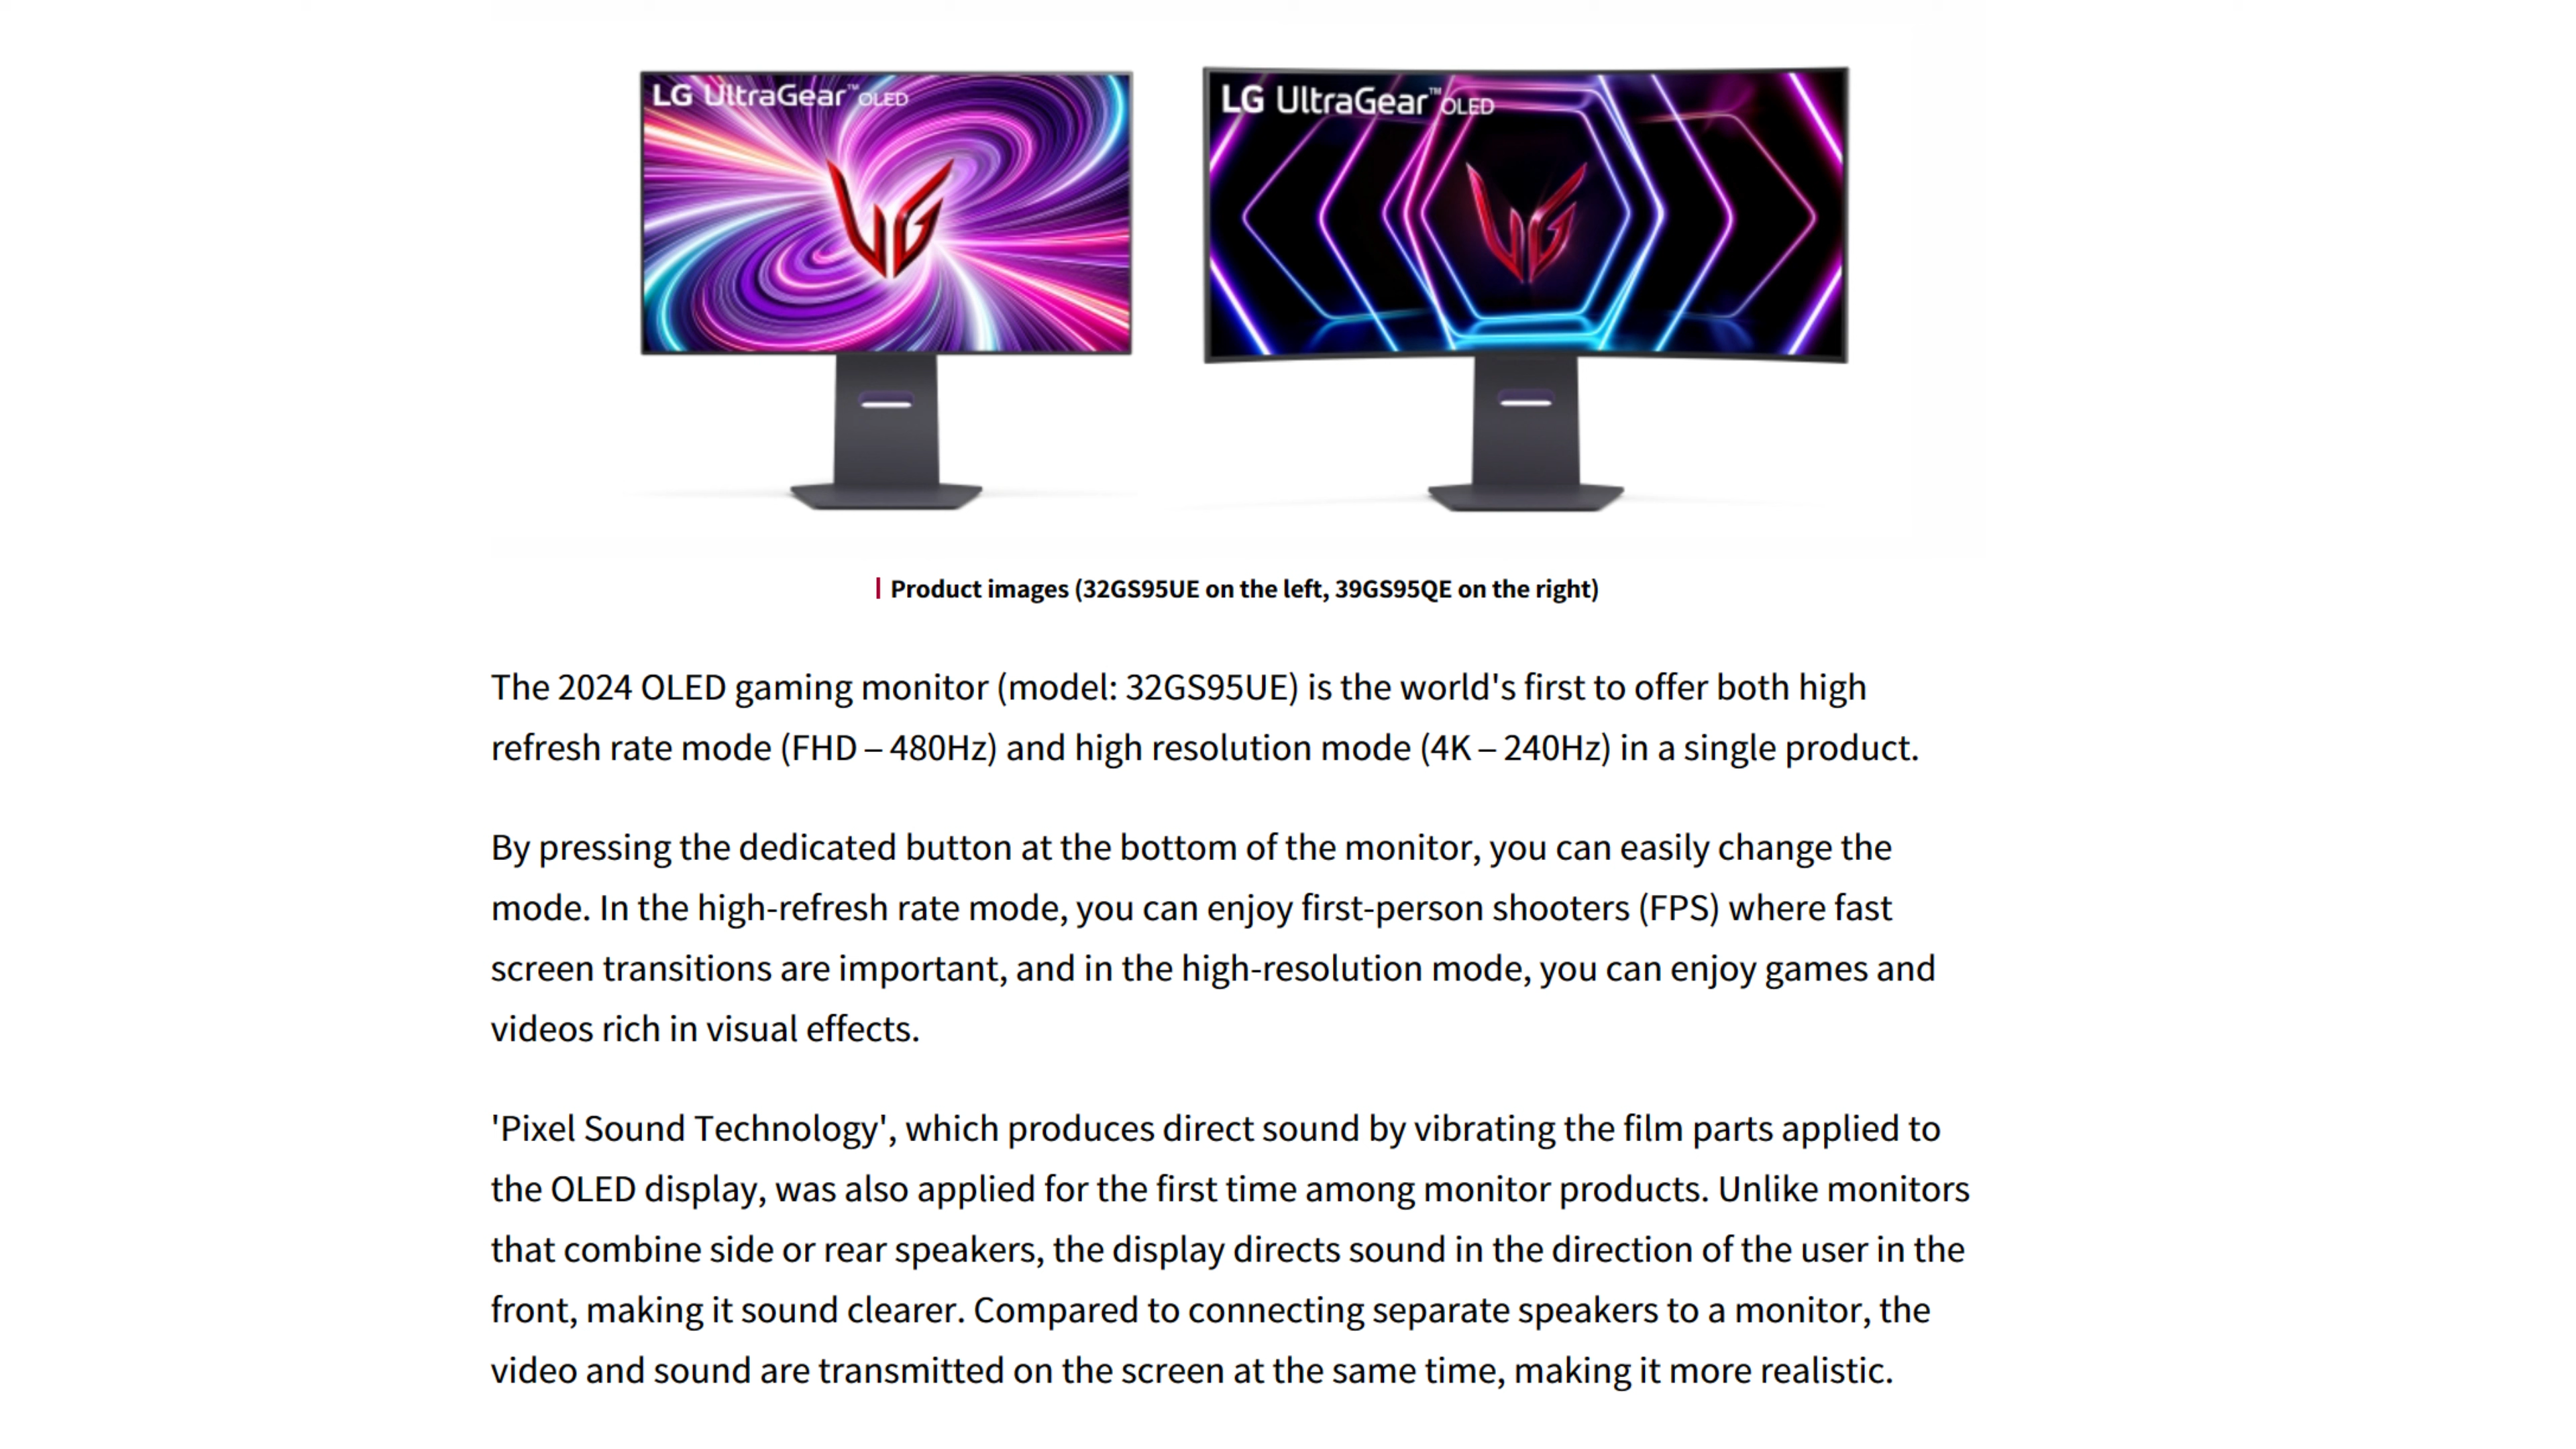 LG UltraGear™ OLED
LG UltraGear™ OLED
Product images (32GS95UE on the left, 39GS95QE on the right)
The 2024 OLED gaming monitor (model: 32GS95UE) is the world's first to offer both high
refresh rate mode (FHD – 480Hz) and high resolution mode (4K – 240Hz) in a single product.
By pressing the dedicated button at the bottom of the monitor, you can easily change the
mode. In the high-refresh rate mode, you can enjoy first-person shooters (FPS) where fast
screen transitions are important, and in the high-resolution mode, you can enjoy games and
videos rich in visual effects.
'Pixel Sound Technology', which produces direct sound by vibrating the film parts applied to
the OLED display, was also applied for the first time among monitor products. Unlike monitors
that combine side or rear speakers, the display directs sound in the direction of the user in the
front, making it sound clearer. Compared to connecting separate speakers to a monitor, the
video and sound are transmitted on the screen at the same time, making it more realistic.